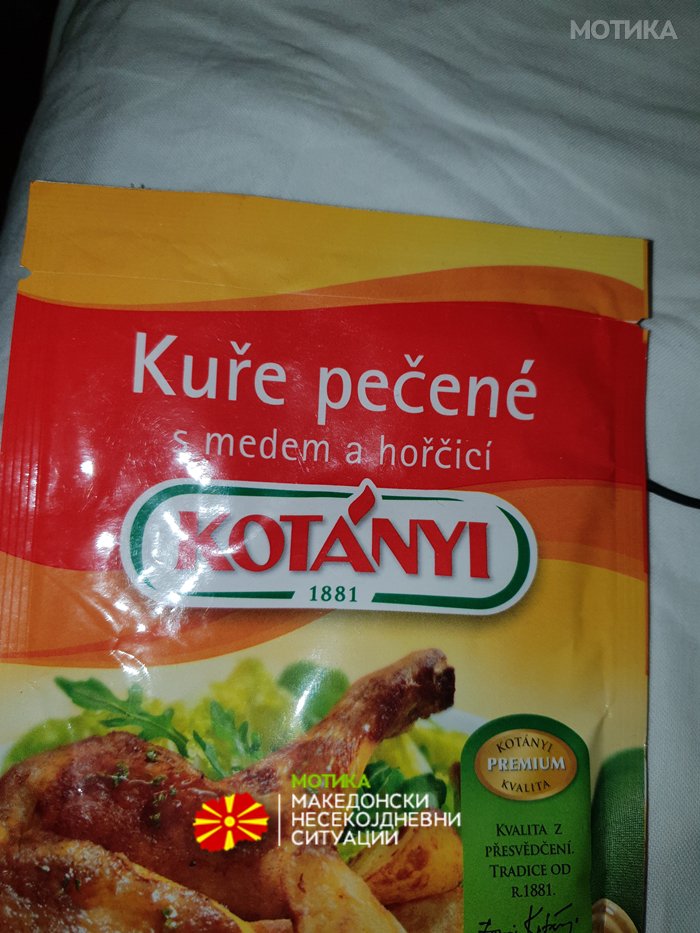 МОТИКА
Kuře pečené
s medem a hořčicí
KOTÁNYI
1881
KOTÁNYI
PREMIUM
KVALITA
KVALITA Z
PŘESVĚDČENÍ.
TRADICE OD
R.1881.
МОТИКА
МАКЕДОНСКИ
НЕСЕКОЈДНЕВНИ
СИТУАЦИИ